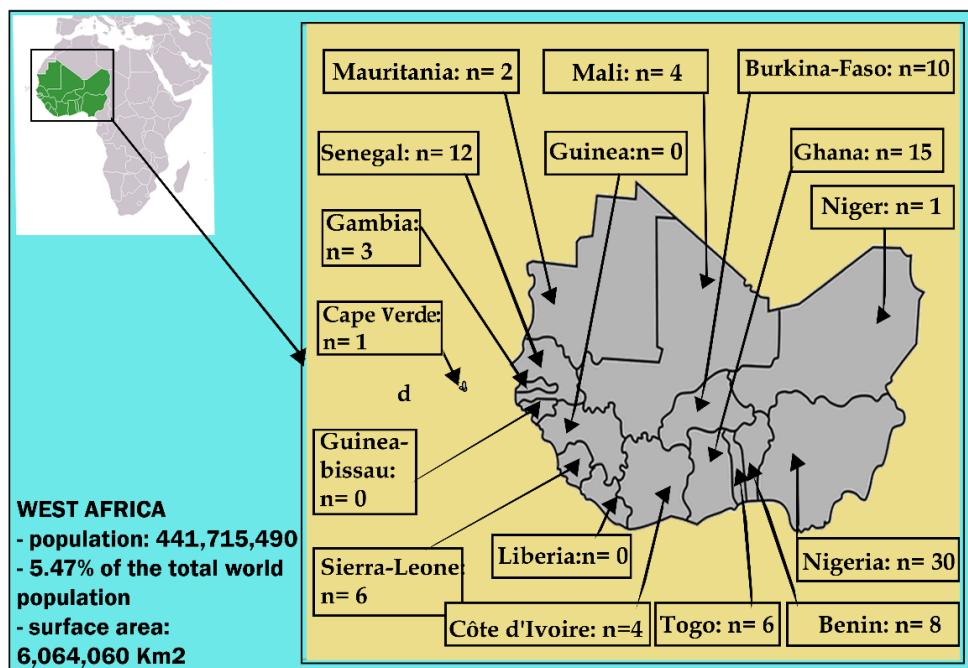 Mauritania: n= 2
Mali: n= 4
Burkina-Faso: n=10
Senegal: n= 12
Guinea:n= 0
Ghana: n= 15
Gambia:
n= 3
Niger: n= 1
Cape Verde:
n= 1
d
Guinea-
bissau:
n= 0
WEST AFRICA
- population: 441,715,490
- 5.47% of the total world
population
- surface area:
6,064,060 Km2
Sierra-Leone:
n= 6
Liberia:n= 0
Nigeria: n= 30
Côte d'Ivoire: n=4
Togo: n= 6
Benin: n= 8